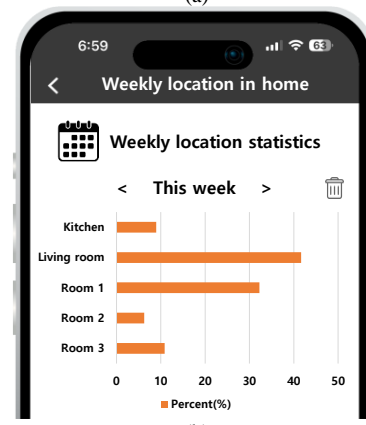 (a)
6:59
63
< Weekly location in home
Weekly location statistics
< This week >
Kitchen
Living room
Room 1
Room 2
Room 3
0 10 20 30 40 50
Percent(%)